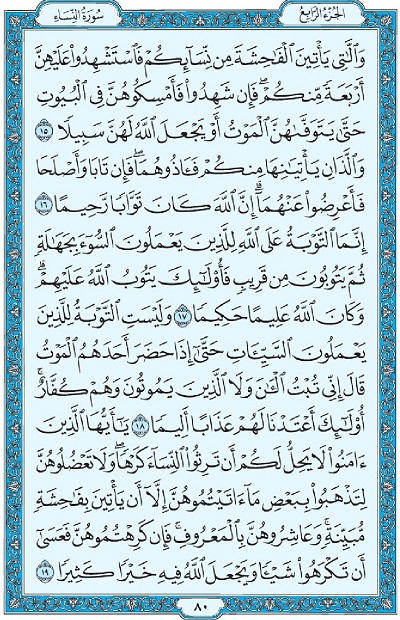 الجزء الرابع
سورة النساء
وَٱلَّٰتِى يَأْتِينَ ٱلْفَٰحِشَةَ مِن نِّسَآئِكُمْ فَٱسْتَشْهِدُوا۟ عَلَيْهِنَّ
أَرْبَعَةً مِّنكُمْ ۖ فَإِن شَهِدُوا۟ فَأَمْسِكُوهُنَّ فِى ٱلْبُيُوتِ
حَتَّىٰ يَتَوَفَّىٰهُنَّ ٱلْمَوْتُ أَوْ يَجْعَلَ ٱللَّهُ لَهُنَّ سَبِيلًا ١٥
وَٱلَّذَانِ يَأْتِيَٰنِهَا مِنكُمْ فَـَٔاذُوهُمَا ۖ فَإِن تَابَا وَأَصْلَحَا
فَأَعْرِضُوا۟ عَنْهُمَآ ۗ إِنَّ ٱللَّهَ كَانَ تَوَّابًا رَّحِيمًا ١٦
إِنَّمَا ٱلتَّوْبَةُ عَلَى ٱللَّهِ لِلَّذِينَ يَعْمَلُونَ ٱلسُّوٓءَ بِجَهَٰلَةٍ
ثُمَّ يَتُوبُونَ مِن قَرِيبٍ فَأُو۟لَٰٓئِكَ يَتُوبُ ٱللَّهُ عَلَيْهِمْ ۗ
وَكَانَ ٱللَّهُ عَلِيمًا حَكِيمًا ١٧ وَلَيْسَتِ ٱلتَّوْبَةُ لِلَّذِينَ
يَعْمَلُونَ ٱلسَّيِّـَٔاتِ حَتَّىٰٓ إِذَا حَضَرَ أَحَدَهُمُ ٱلْمَوْتُ
قَالَ إِنِّى تُبْتُ ٱلْـَٰٔنَ وَلَا ٱلَّذِينَ يَمُوتُونَ وَهُمْ كُفَّارٌ ۚ
أُو۟لَٰٓئِكَ أَعْتَدْنَا لَهُمْ عَذَابًا أَلِيمًا ١٨ يَٰٓأَيُّهَا ٱلَّذِينَ
ءَامَنُوا۟ لَا يَحِلُّ لَكُمْ أَن تَرِثُوا۟ ٱلنِّسَآءَ كَرْهًا ۖ وَلَا تَعْضُلُوهُنَّ
لِتَذْهَبُوا۟ بِبَعْضِ مَآ ءَاتَيْتُمُوهُنَّ إِلَّآ أَن يَأْتِينَ بِفَٰحِشَةٍ
مُّبَيِّنَةٍ ۚ وَعَاشِرُوهُنَّ بِٱلْمَعْرُوفِ ۚ فَإِن كَرِهْتُمُوهُنَّ فَعَسَىٰٓ
أَن تَكْرَهُوا۟ شَيْـًٔا وَيَجْعَلَ ٱللَّهُ فِيهِ خَيْرًا كَثِيرًا ١٩
٨٠